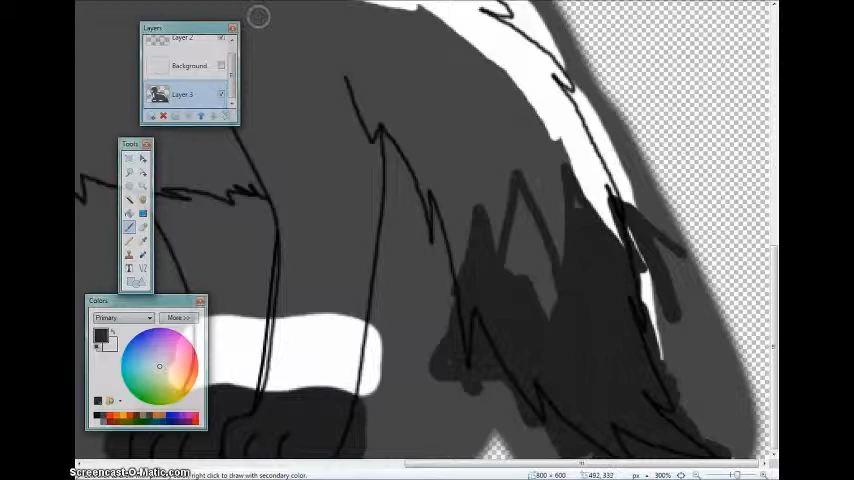 Layers
Layer 2
Background
Layer 3
Tools
T
Colors
Primary
More >>
Screencast-O-Matic.com
right click to draw with secondary color.
800 × 600
492, 332
px
300%